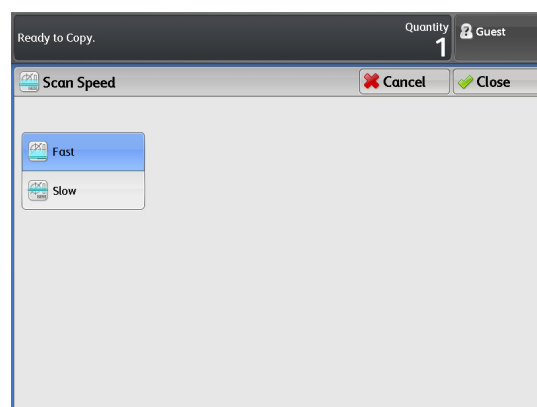 Ready to Copy.
Quantity
1
Guest
Scan Speed
Cancel
Close
Fast
Slow